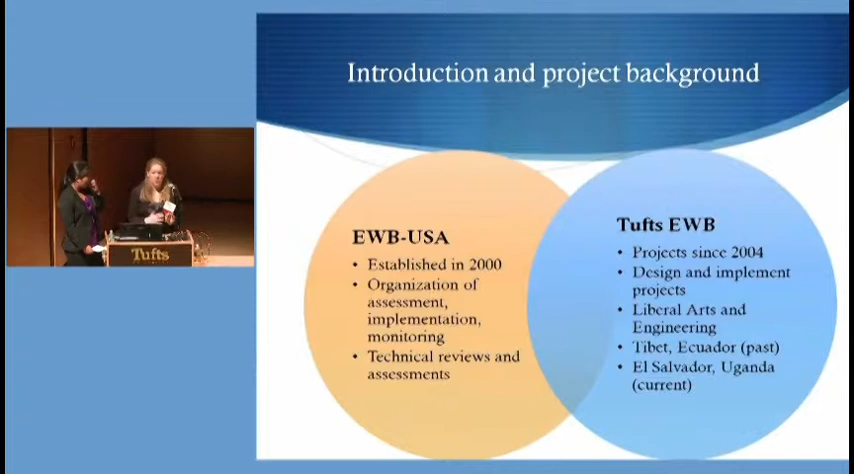 Introduction and project background
EWB-USA
• Established in 2000
• Organization of
assessment,
implementation,
monitoring
• Technical reviews and
assessments
Tufts EWB
• Projects since 2004
• Design and implement
projects
• Liberal Arts and
Engineering
• Tibet, Ecuador (past)
• El Salvador, Uganda
(current)
Tufts